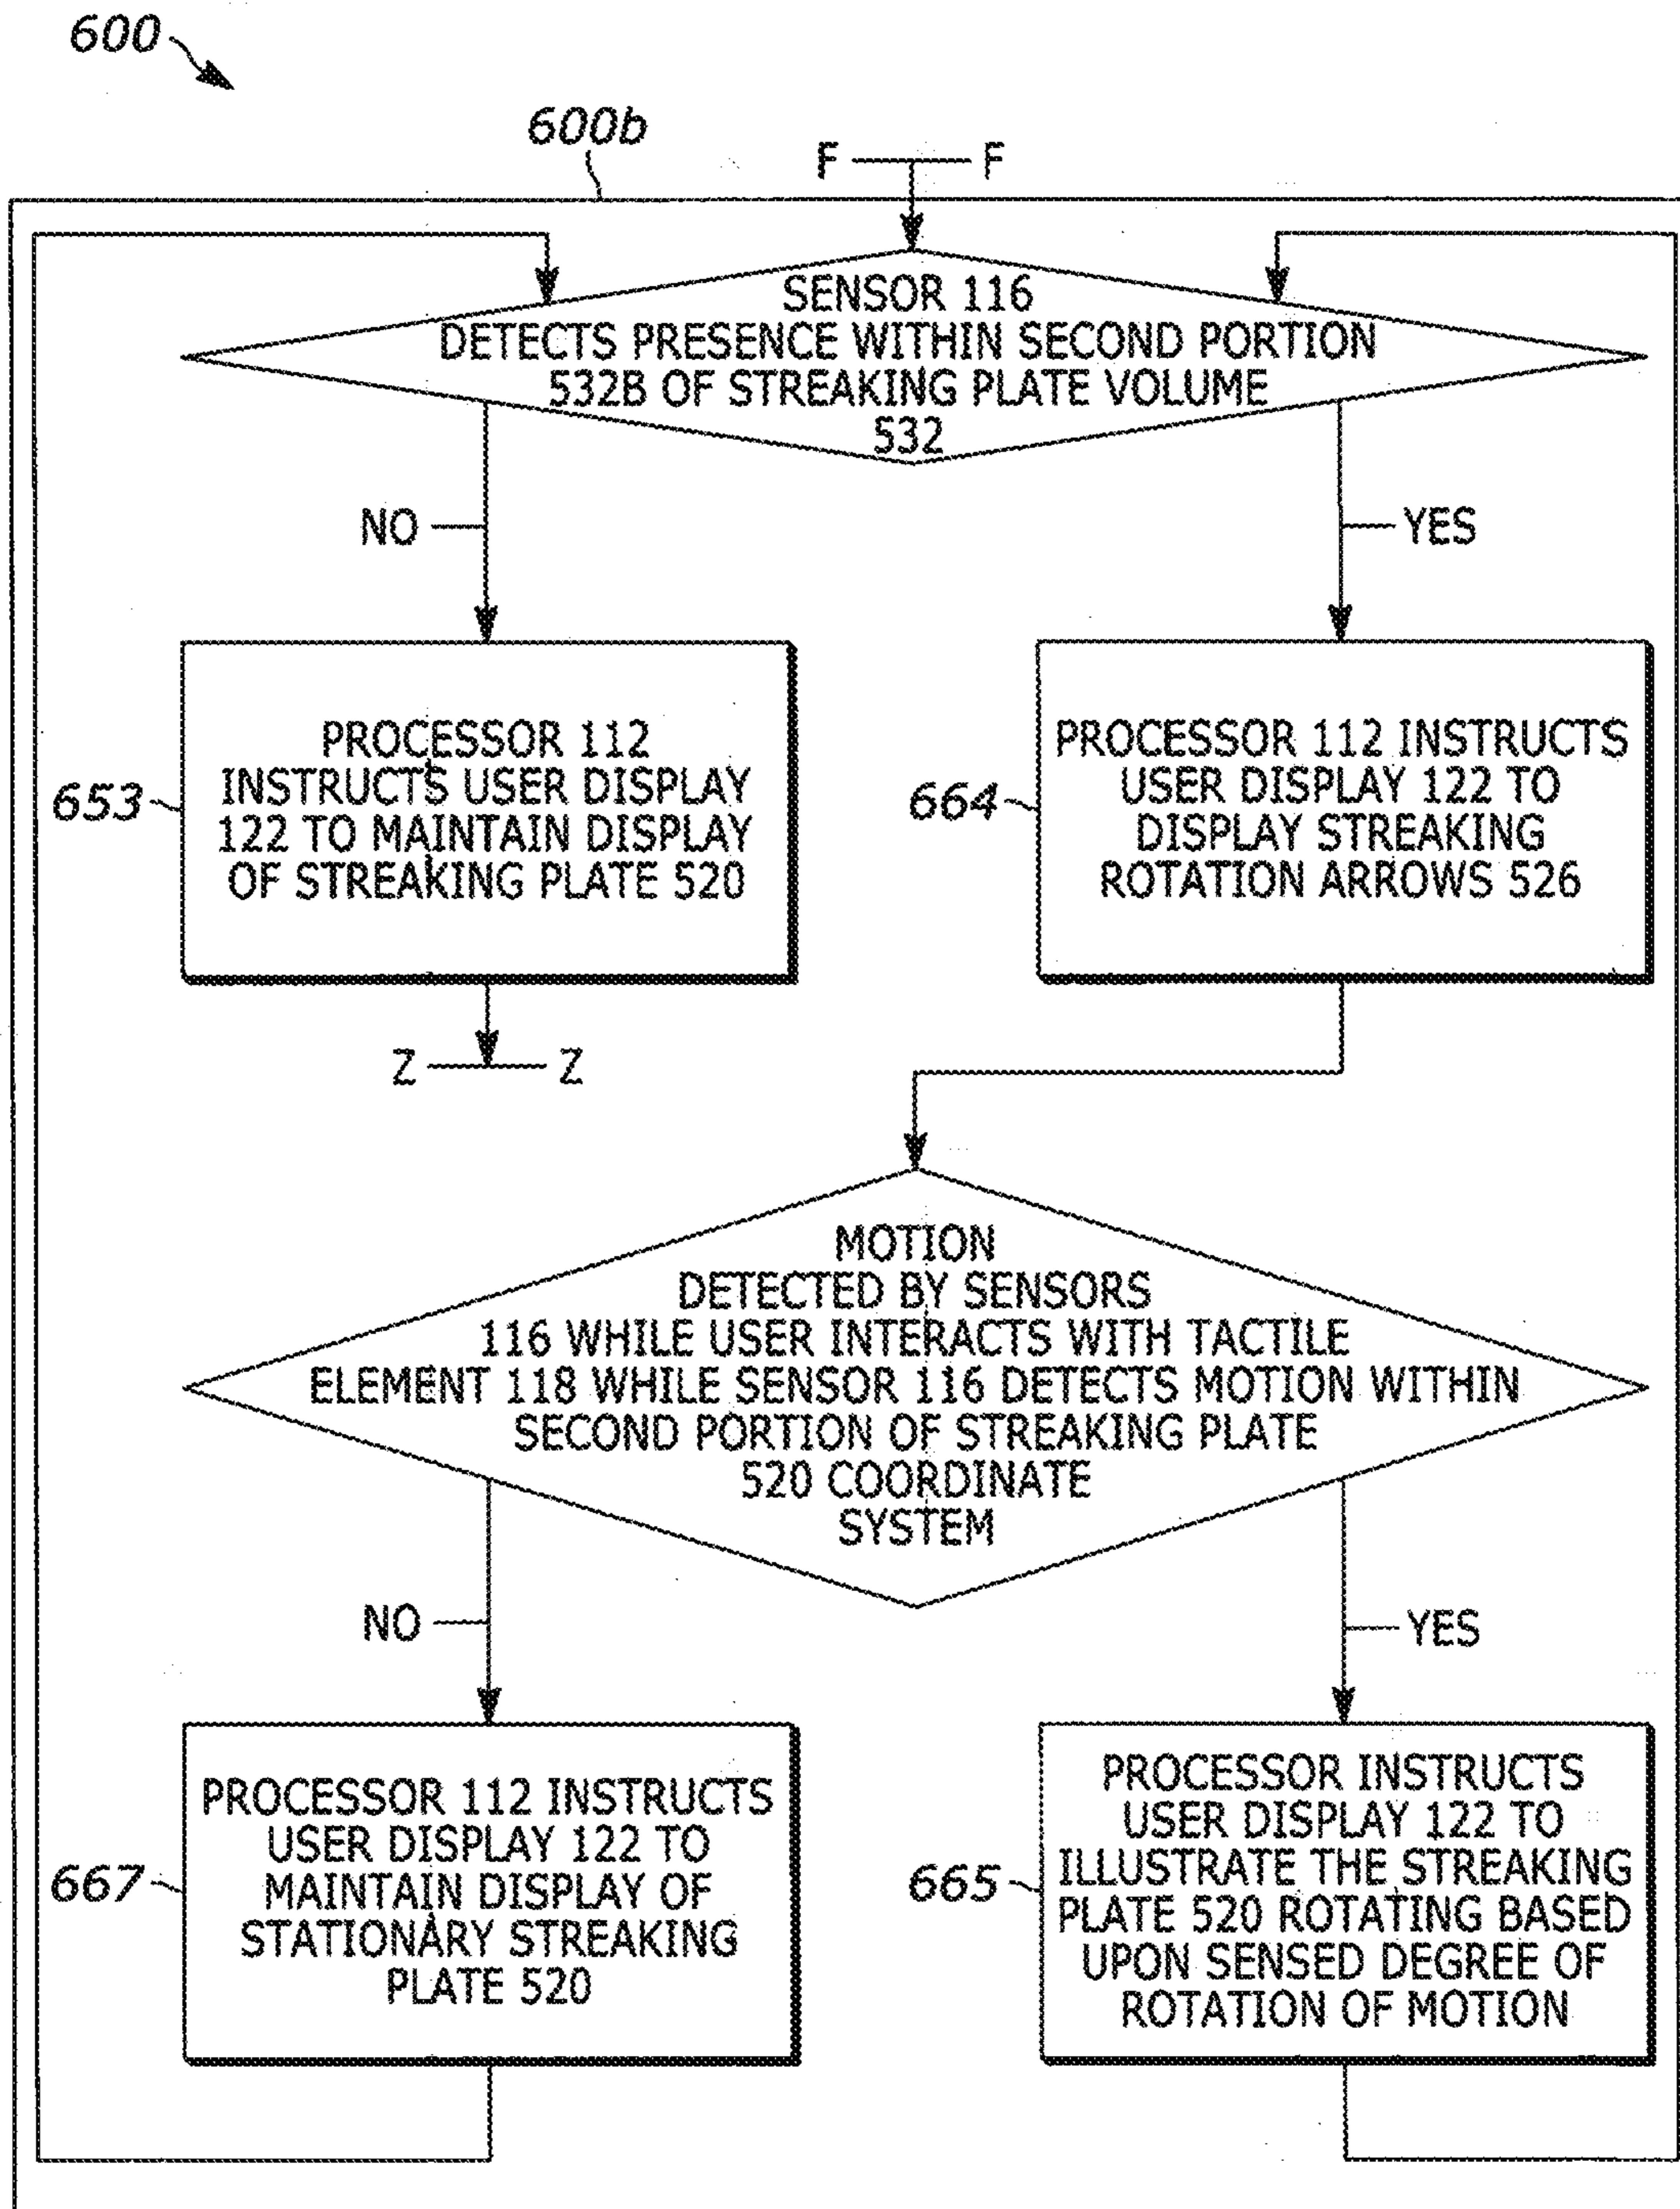 600
600b
F F
SENSOR 116
DETECTS PRESENCE WITHIN SECOND PORTION
532B OF STREAKING PLATE VOLUME
532
NO
YES
653
PROCESSOR 112
INSTRUCTS USER DISPLAY
122 TO MAINTAIN DISPLAY
OF STREAKING PLATE 520
664
PROCESSOR 112 INSTRUCTS
USER DISPLAY 122 TO
DISPLAY STREAKING
ROTATION ARROWS 526
Z Z
MOTION
DETECTED BY SENSORS
116 WHILE USER INTERACTS WITH TACTILE
ELEMENT 118 WHILE SENSOR 116 DETECTS MOTION WITHIN
SECOND PORTION OF STREAKING PLATE
520 COORDINATE
SYSTEM
NO
YES
667
PROCESSOR 112 INSTRUCTS
USER DISPLAY 122 TO
MAINTAIN DISPLAY OF
STATIONARY STREAKING
PLATE 520
665
PROCESSOR INSTRUCTS
USER DISPLAY 122 TO
ILLUSTRATE THE STREAKING
PLATE 520 ROTATING BASED
UPON SENSED DEGREE OF
ROTATION OF MOTION